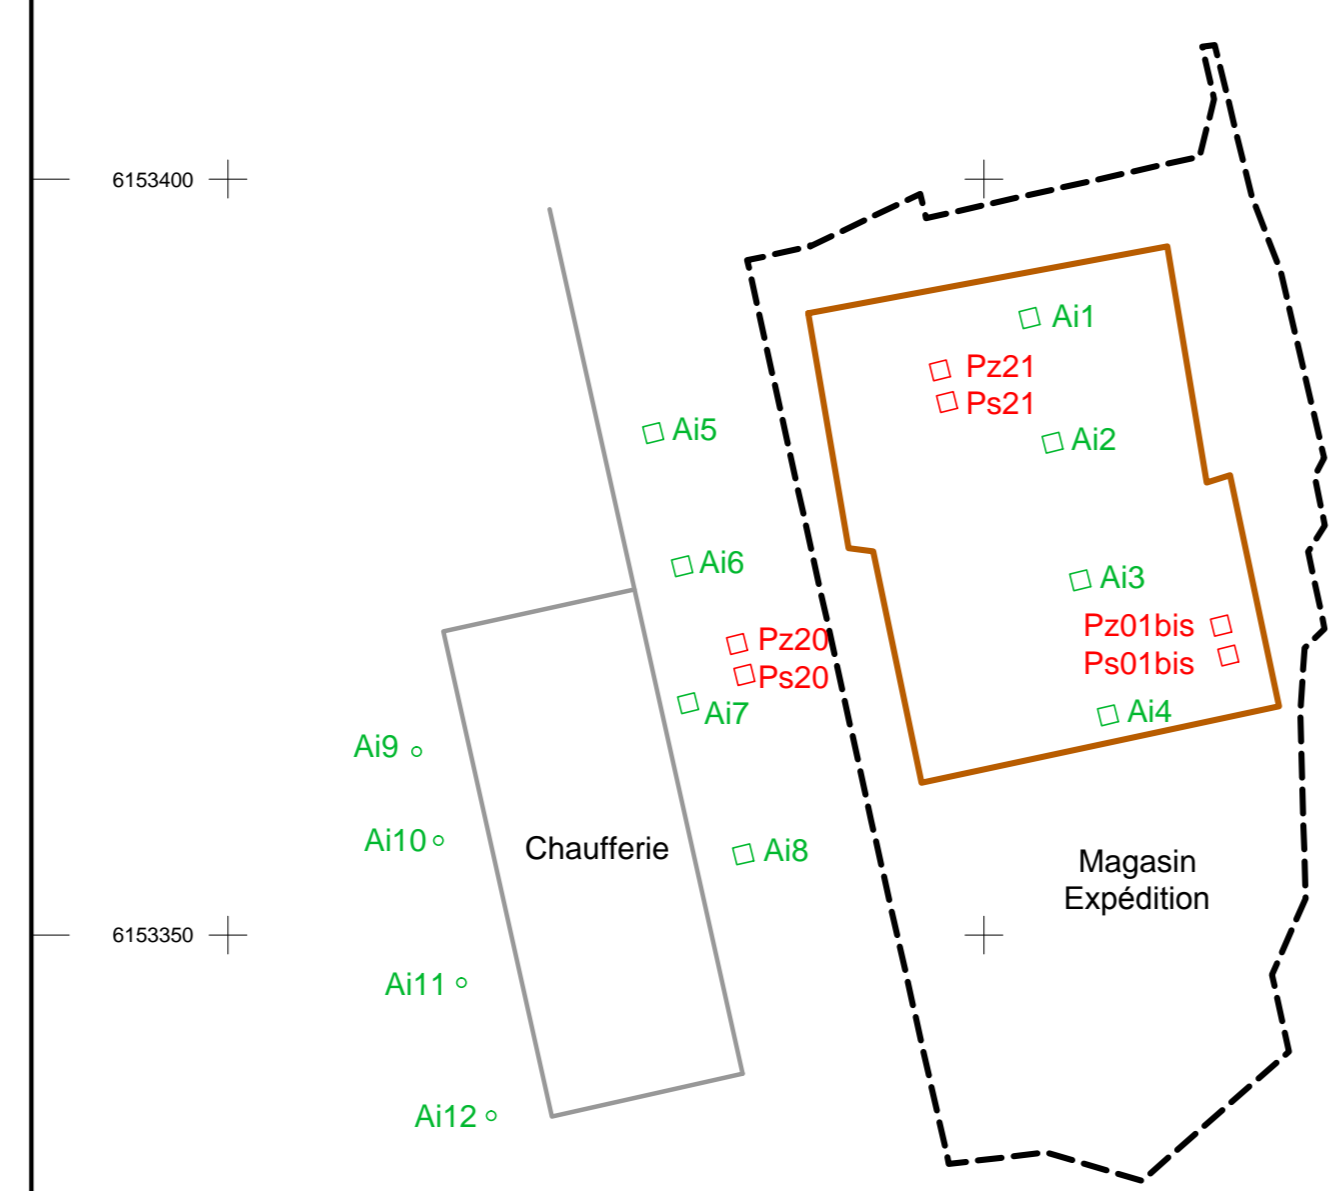 6153400
Ai1
Pz21
Ps21
Ai5
Ai2
Ai6
Ai3
Pz01bis
Pz20
Ps01bis
Ps20
Ai7
Ai4
Ai9
Ai10
Chaufferie
Ai8
Magasin
Expédition
6153350
Ai11
Ai12